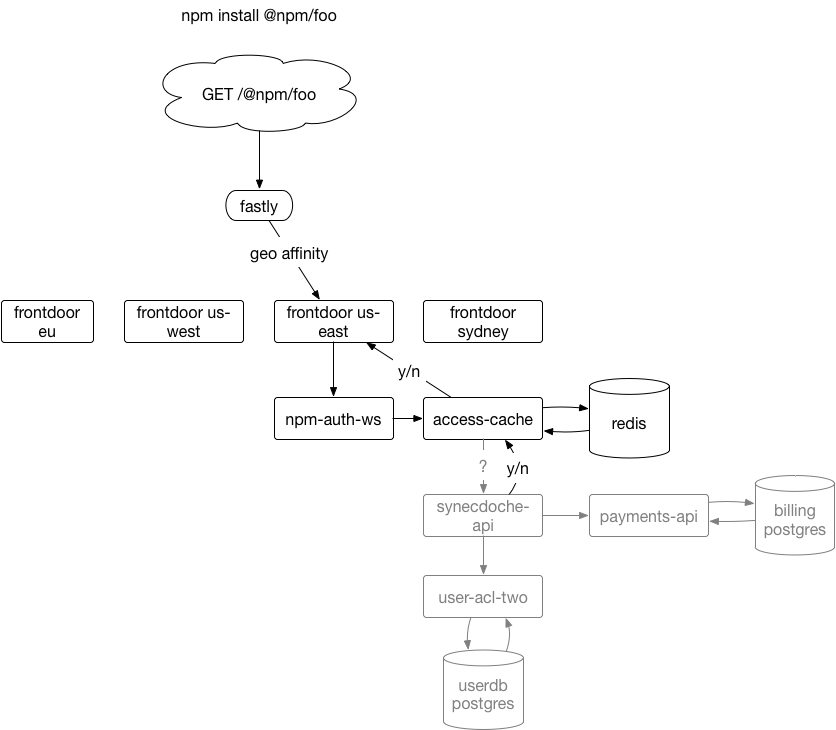 npm install @npm/foo
GET /@npm/foo
fastly
geo affinity
frontdoor
eu
frontdoor us-
west
frontdoor us-
east
frontdoor
sydney
y/n
npm-auth-ws
access-cache
redis
?
y/n
synecdoche-
api
payments-api
billing
postgres
user-acl-two
userdb
postgres